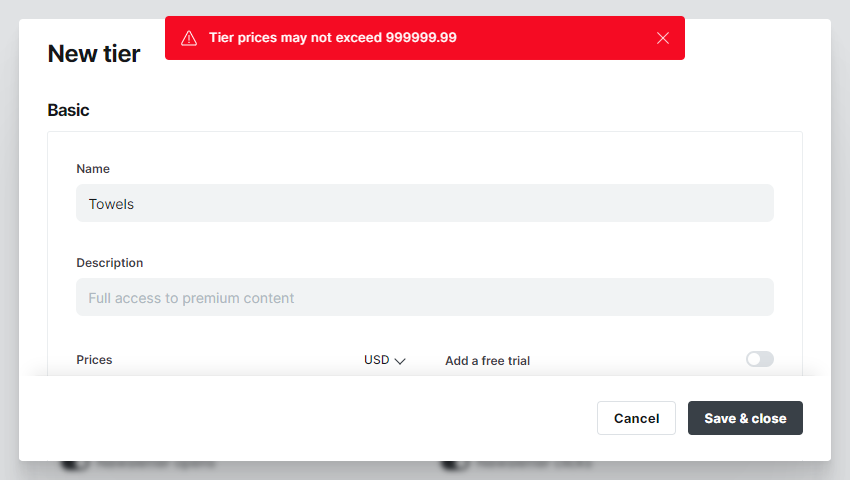 Tier prices may not exceed 999999.99
New tier
Basic
Name
Towels
Description
Full access to premium content
Prices
USD
Add a free trial
Cancel
Save & close